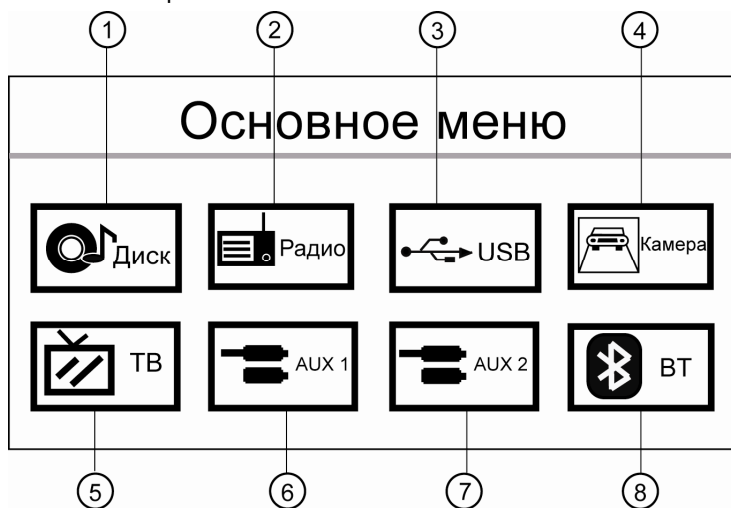 1 2 3 4
Основное меню
Диск Радио USB Камера
ТВ AUX 1 AUX 2 BT
5 6 7 8